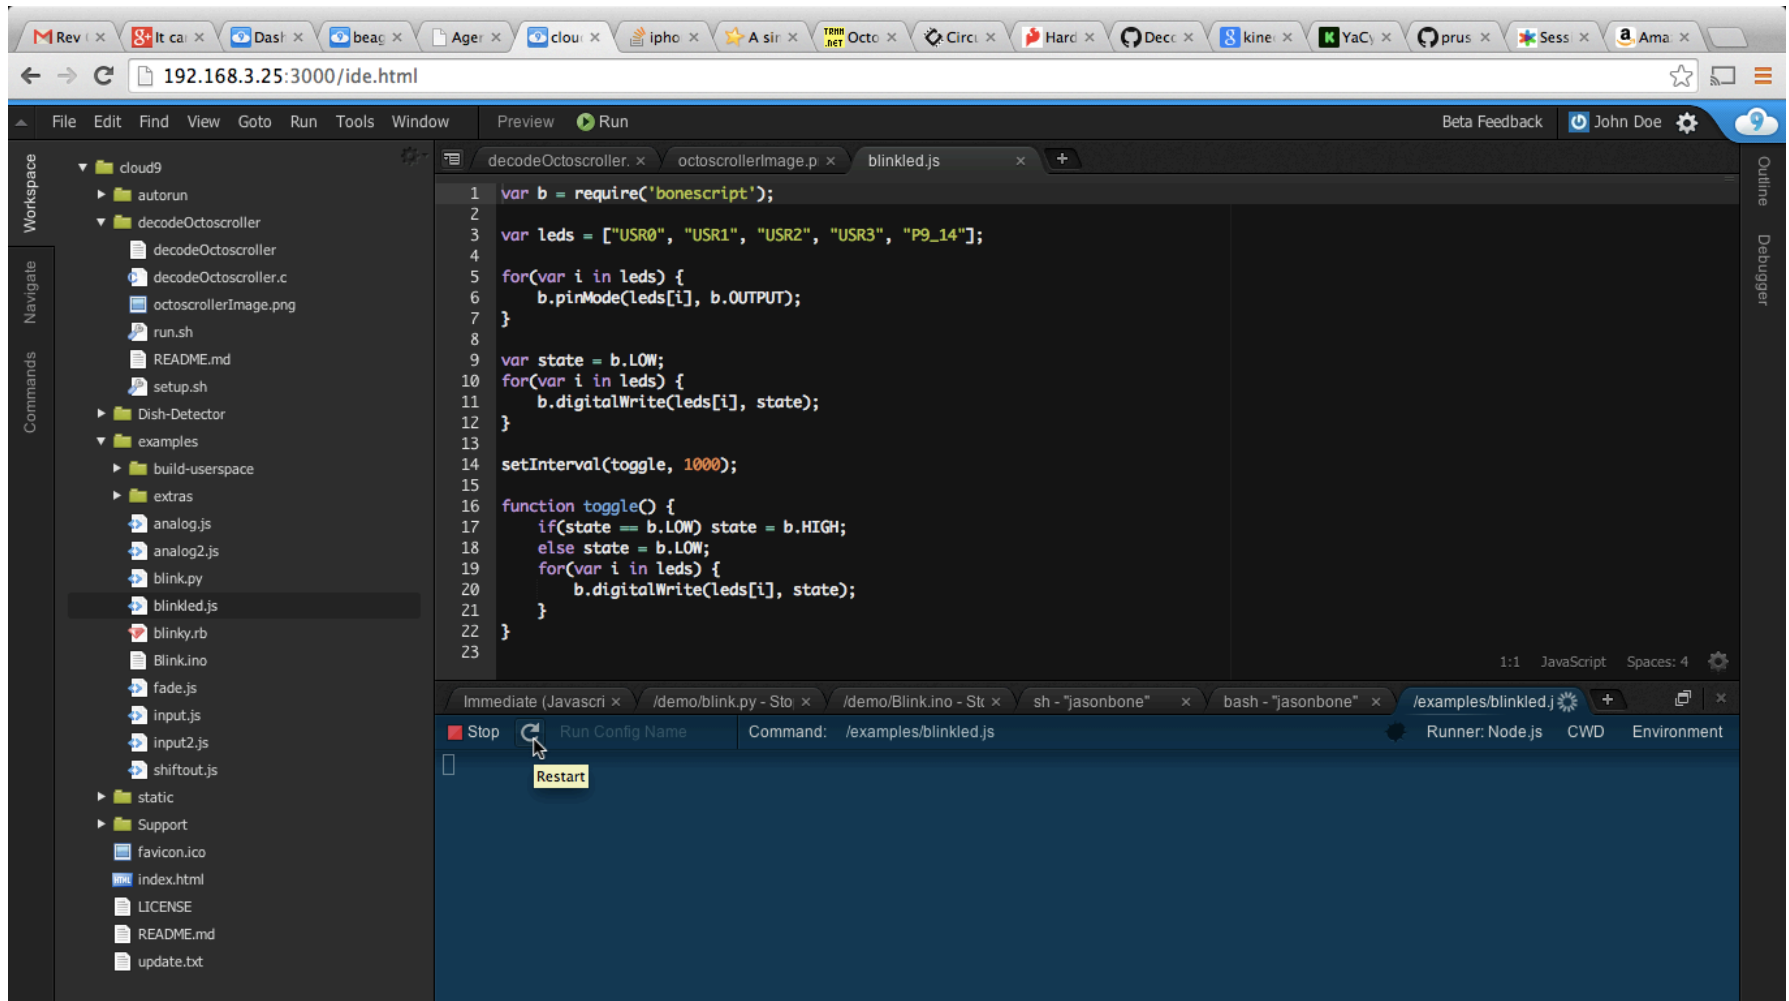 Rev
It ca
Dash
beag
Ager
clou
ipho
A sir
Octo
Circu
Hard
Deco
kine
YaCy
prus
Sess
Ama
192.168.3.25:3000/ide.html
File Edit Find View Goto Run Tools Window Preview Run Beta Feedback John Doe
Workspace
Navigate
Commands
cloud9
autorun
decodeOctoscroller
decodeOctoscroller
decodeOctoscroller.c
octoscrollerImage.png
run.sh
README.md
setup.sh
Dish-Detector
examples
build-userspace
extras
analog.js
analog2.js
blink.py
blinkled.js
blinky.rb
Blink.ino
fade.js
input.js
input2.js
shiftout.js
static
Support
favicon.ico
index.html
LICENSE
README.md
update.txt
decodeOctoscroller. octoscrollerImage.p blinkled.js
1 var b = require('bonescript');
2
3 var leds = ["USR0", "USR1", "USR2", "USR3", "P9_14"];
4
5 for(var i in leds) {
6 b.pinMode(leds[i], b.OUTPUT);
7 }
8
9 var state = b.LOW;
10 for(var i in leds) {
11 b.digitalWrite(leds[i], state);
12 }
13
14 setInterval(toggle, 1000);
15
16 function toggle() {
17 if(state == b.LOW) state = b.HIGH;
18 else state = b.LOW;
19 for(var i in leds) {
20 b.digitalWrite(leds[i], state);
21 }
22 }
23
1:1 JavaScript Spaces: 4
Outline
Debugger
Immediate (Javascri /demo/blink.py - Sto /demo/Blink.ino - Sto sh - "jasonbone" bash - "jasonbone" /examples/blinkled.j
Stop Run Config Name Command: /examples/blinkled.js Runner: Node.js CWD Environment
Restart